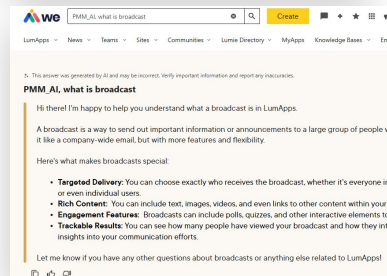 we
PMM_AI, what is broadcast
Create
LumApps News Teams Sites Communities Lumie Directory MyApps Knowledge Bases En
This answer was generated by AI and may be incorrect. Verify important information and report any inaccuracies.
PMM_AI, what is broadcast
Hi there! I'm happy to help you understand what a broadcast is in LumApps.
A broadcast is a way to send out important information or announcements to a large group of people
it like a company-wide email, but with more features and flexibility.
Here's what makes broadcasts special:
• Targeted Delivery: You can choose exactly who receives the broadcast, whether it's everyone
or even individual users.
• Rich Content: You can include text, images, videos, and even links to other content within your
• Engagement Features: Broadcasts can include polls, quizzes, and other interactive elements
• Trackable Results: You can see how many people have viewed your broadcast and how they
insights into your communication efforts.
Let me know if you have any other questions about broadcasts or anything else related to LumApps!